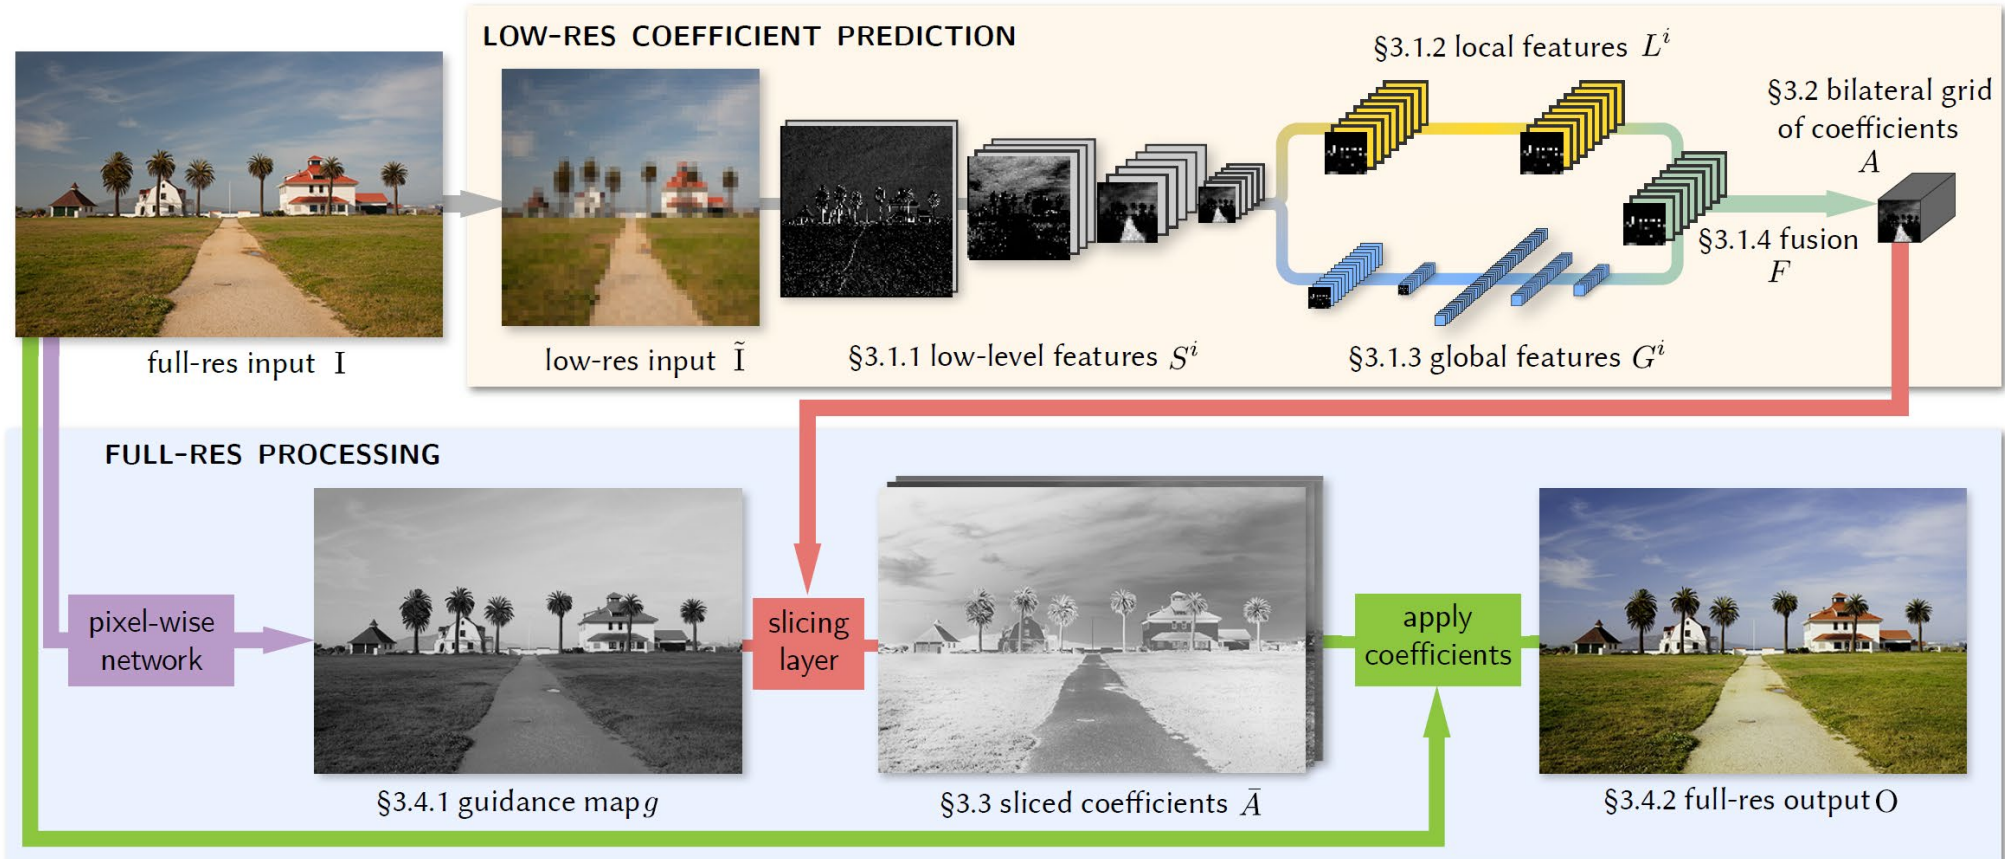 LOW-RES COEFFICIENT PREDICTION
§3.1.2 local features Lⁱ
§3.2 bilateral grid
of coefficients
A
§3.1.4 fusion
F
full-res input I
low-res input Ĩ
§3.1.1 low-level features Sⁱ
§3.1.3 global features Gⁱ
FULL-RES PROCESSING
pixel-wise
network
slicing
layer
apply
coefficients
§3.4.1 guidance map g
§3.3 sliced coefficients Ā
§3.4.2 full-res output O